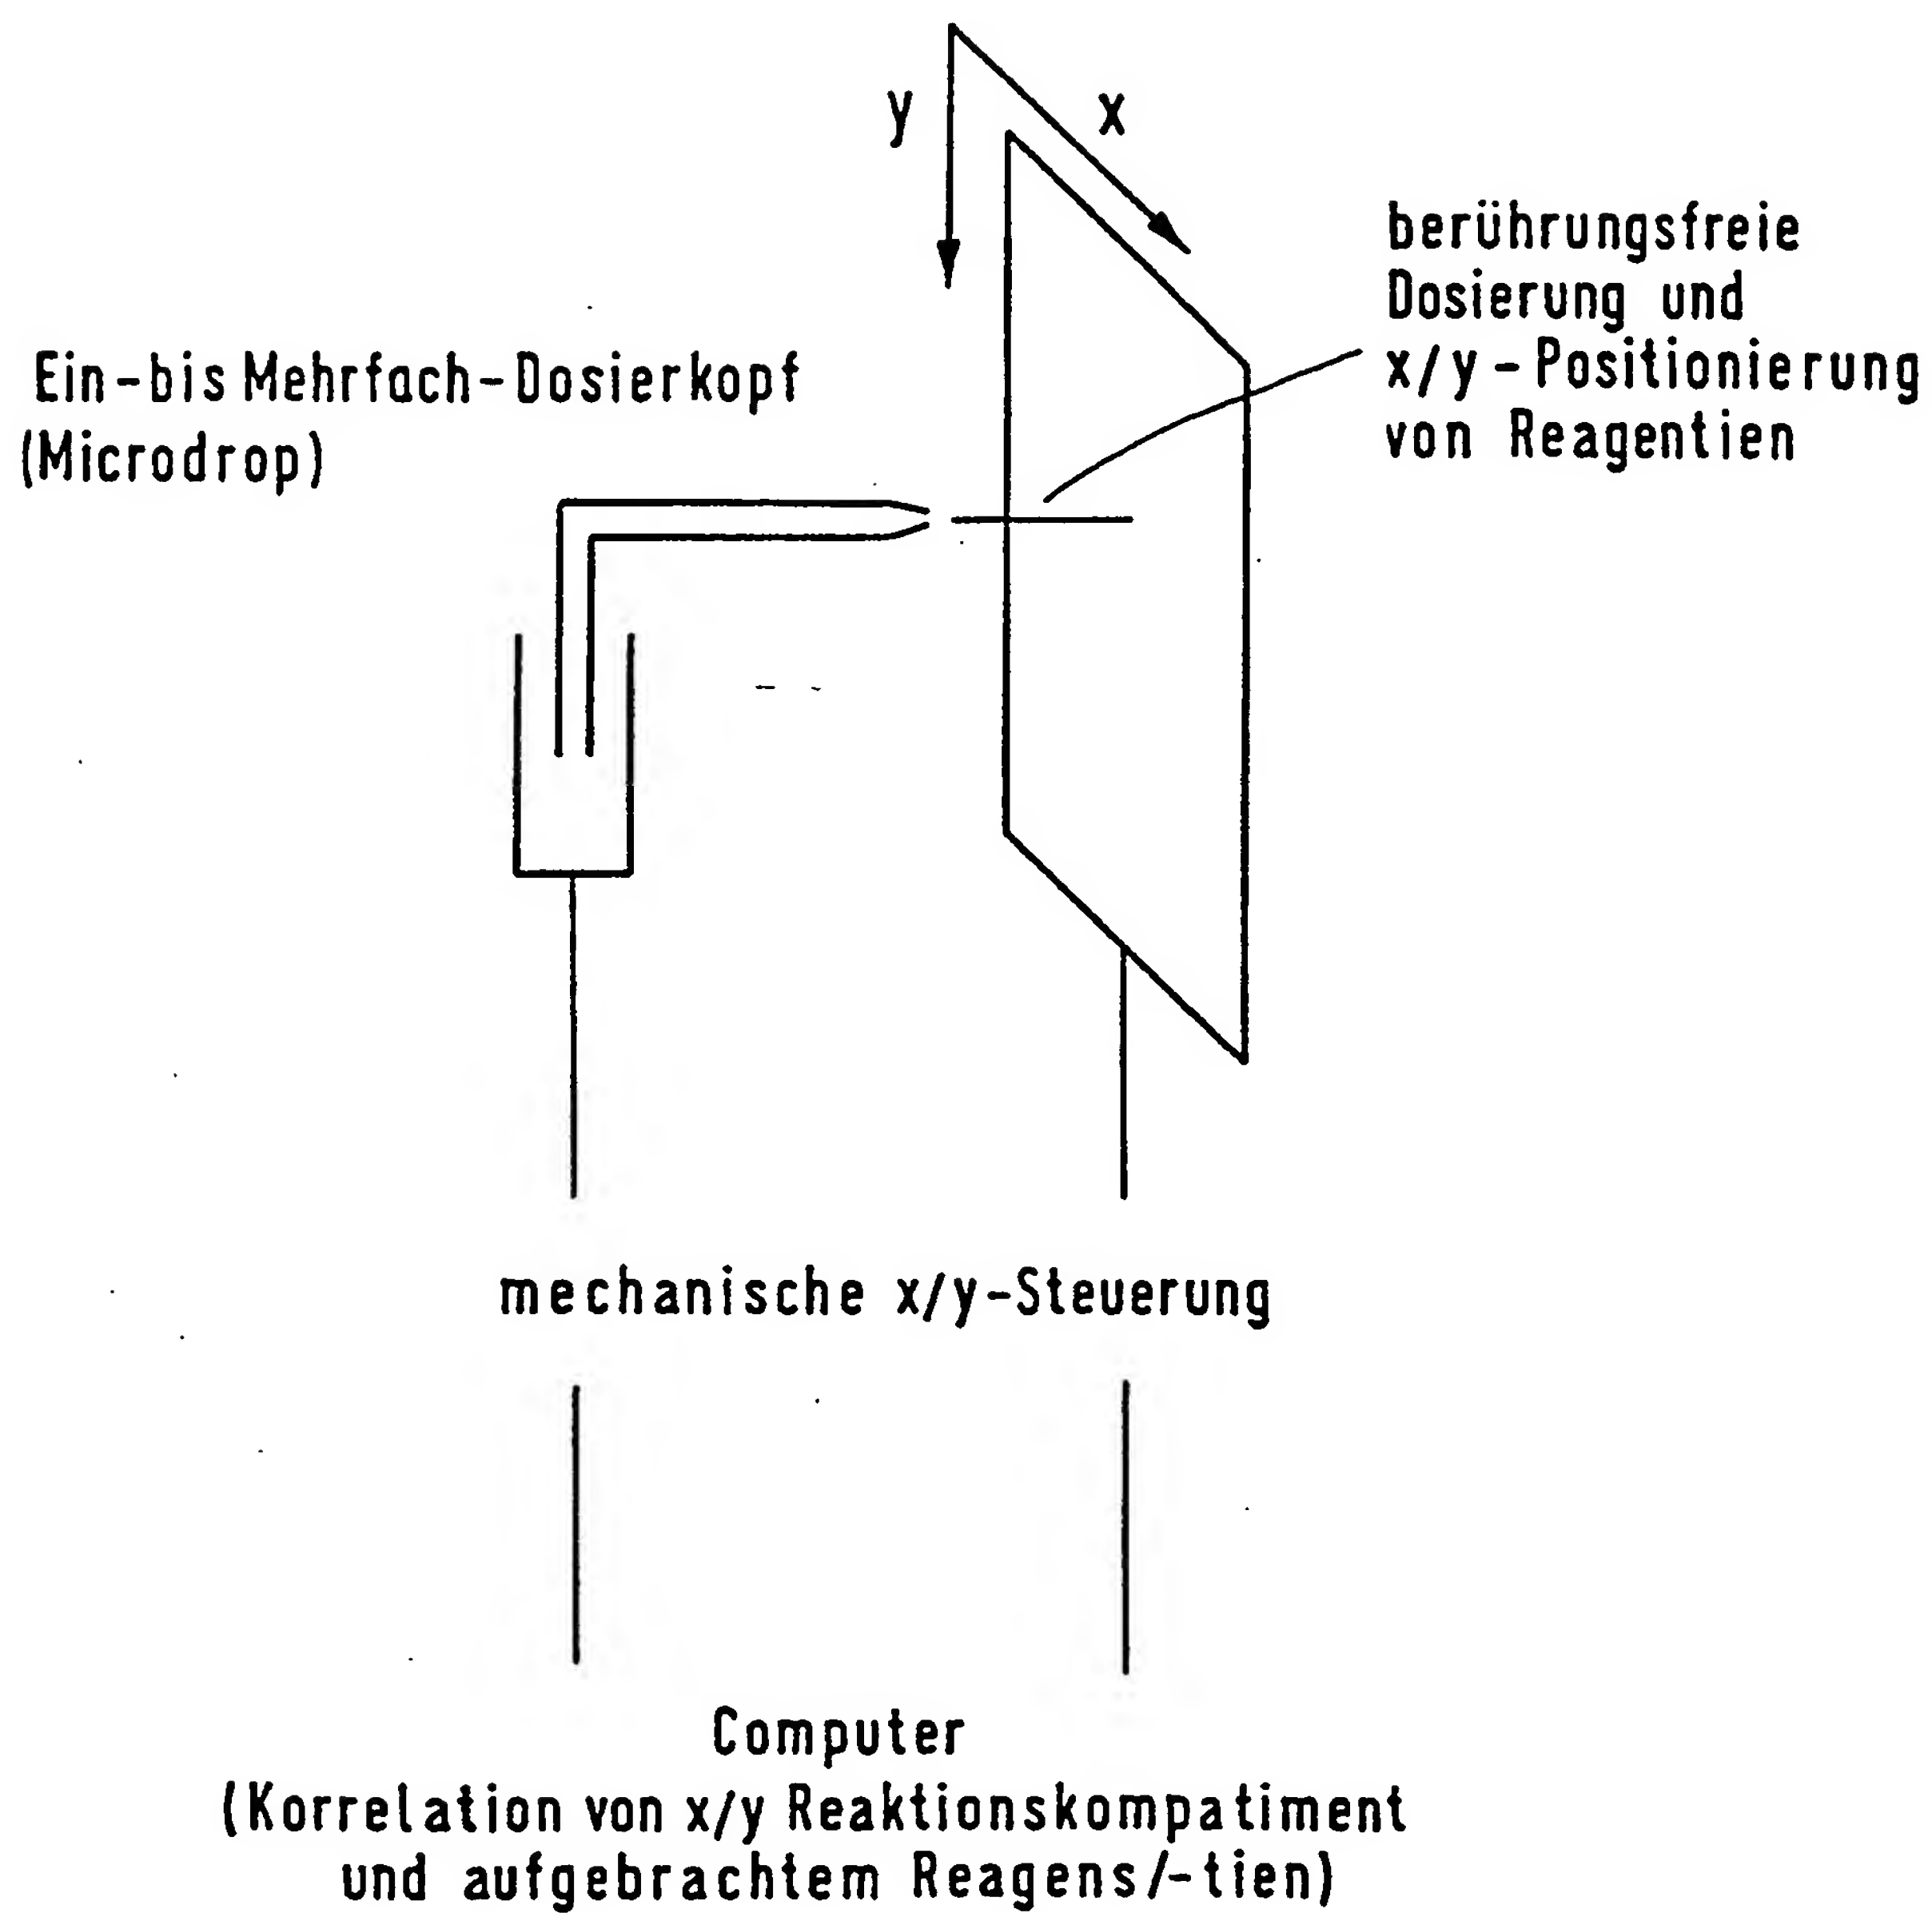 y
x
berührungsfreie
Dosierung und
x/y-Positionierung
von Reagentien
Ein-bis Mehrfach-Dosierkopf
(Microdrop)
mechanische x/y-Steuerung
Computer
(Korrelation von x/y Reaktionskompatiment
und aufgebrachtem Reagens/-tien)